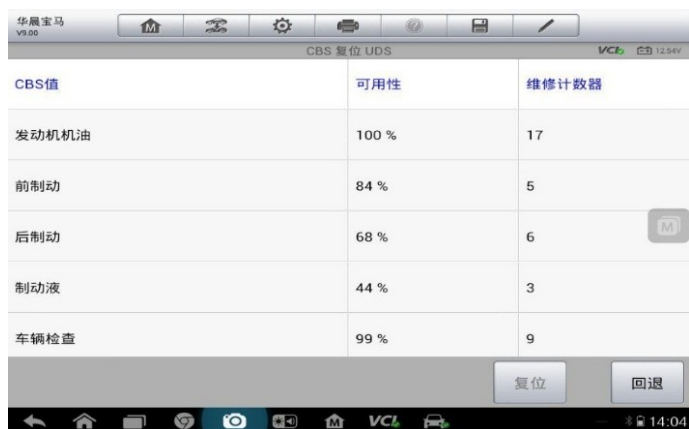 华晨宝马
V9.00
CBS 复位 UDS
VCI 12.54V
CBS值 可用性 维修计数器
发动机机油 100 % 17
前制动 84 % 5
后制动 68 % 6
制动液 44 % 3
车辆检查 99 % 9
M
复位 回退
M VCI 14:04